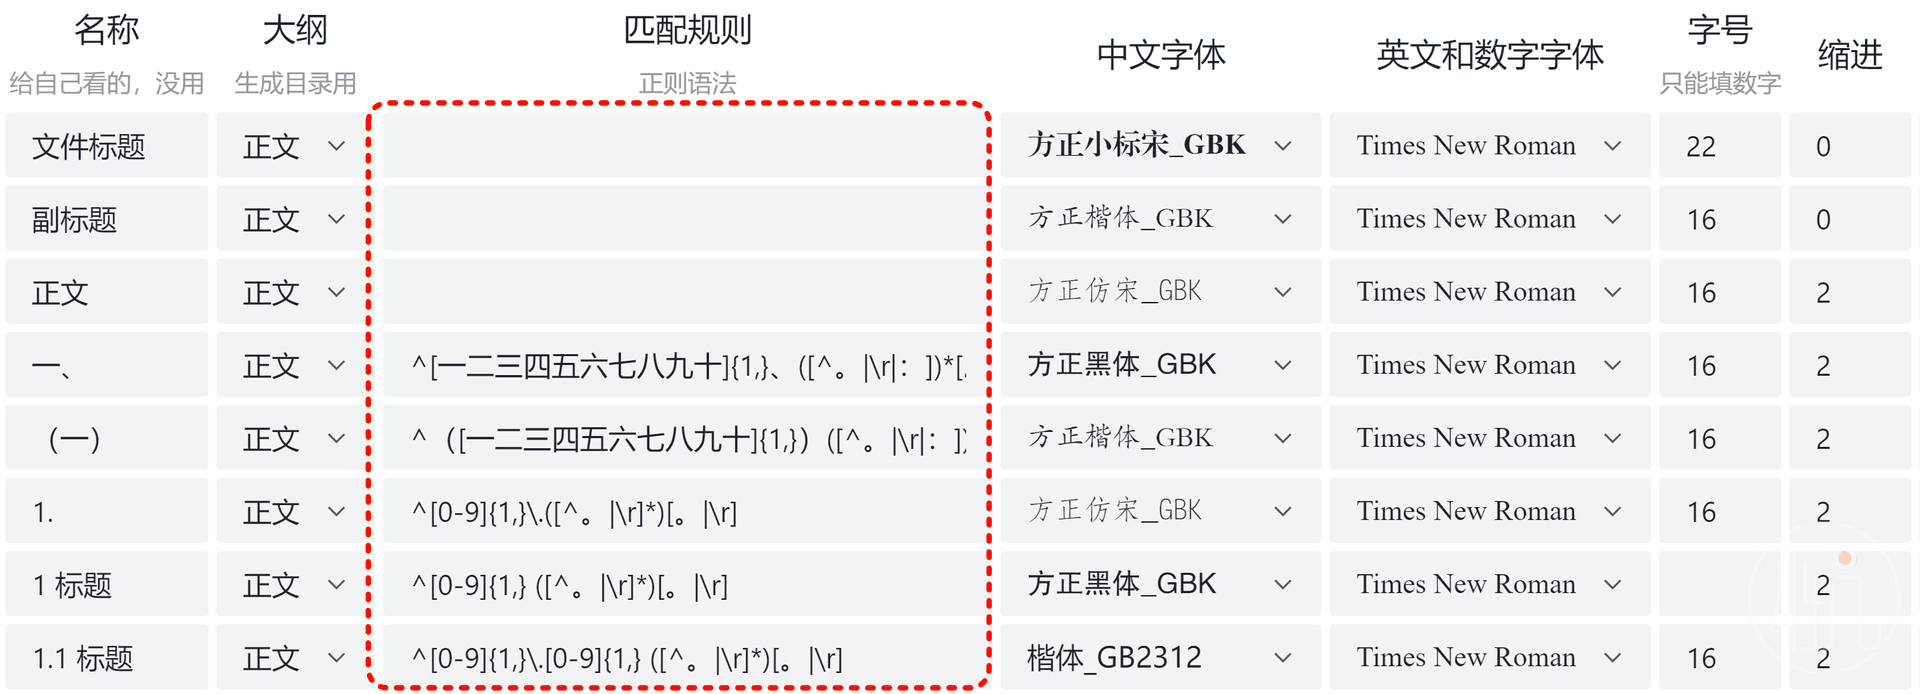 名称 大纲 匹配规则 中文字体 英文和数字字体 字号 缩进
给自己看的，没用 生成目录用 正则语法 只能填数字
文件标题 正文 方正小标宋_GBK Times New Roman 22 0
副标题 正文 方正楷体_GBK Times New Roman 16 0
正文 正文 方正仿宋_GBK Times New Roman 16 2
一、 正文 ^[一二三四五六七八九十]{1,}、([^。|\r|：])*[ 方正黑体_GBK Times New Roman 16 2
（一） 正文 ^（[一二三四五六七八九十]{1,}）([^。|\r|：]) 方正楷体_GBK Times New Roman 16 2
1. 正文 ^[0-9]{1,}\.([^。|\r]*)[。|\r] 方正仿宋_GBK Times New Roman 16 2
1 标题 正文 ^[0-9]{1,} ([^。|\r]*)[。|\r] 方正黑体_GBK Times New Roman 2
1.1 标题 正文 ^[0-9]{1,}\.[0-9]{1,} ([^。|\r]*)[。|\r] 楷体_GB2312 Times New Roman 16 2